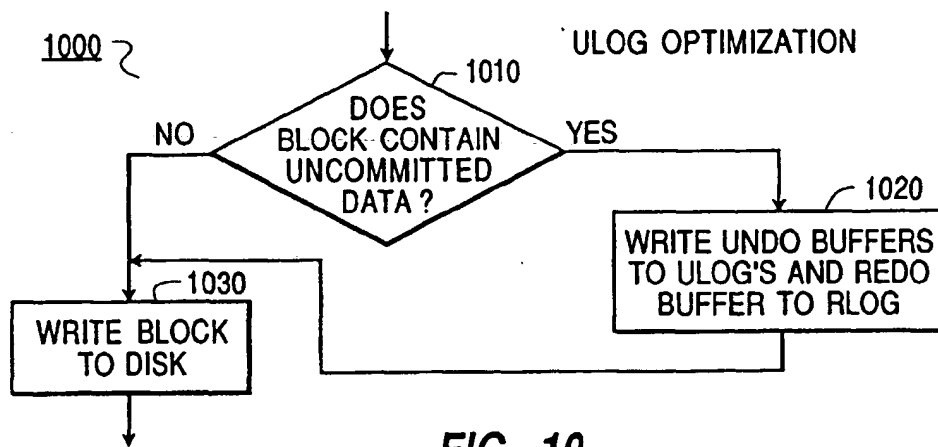 1000
ULOG OPTIMIZATION
1010
DOES
BLOCK CONTAIN
UNCOMMITTED
DATA ?
NO
YES
1020
WRITE UNDO BUFFERS
TO ULOG'S AND REDO
BUFFER TO RLOG
1030
WRITE BLOCK
TO DISK
FIG. 10